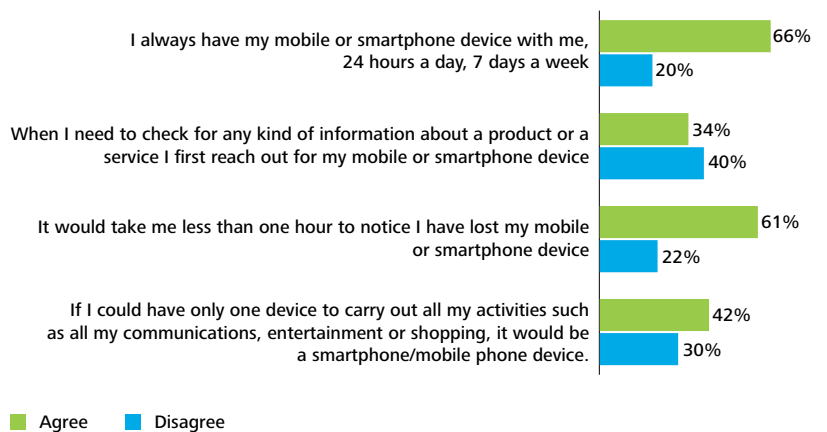 I always have my mobile or smartphone device with me,
24 hours a day, 7 days a week
66%
20%
When I need to check for any kind of information about a product or a
service I first reach out for my mobile or smartphone device
34%
40%
It would take me less than one hour to notice I have lost my mobile
or smartphone device
61%
22%
If I could have only one device to carry out all my activities such
as all my communications, entertainment or shopping, it would be
a smartphone/mobile phone device.
42%
30%
Agree Disagree